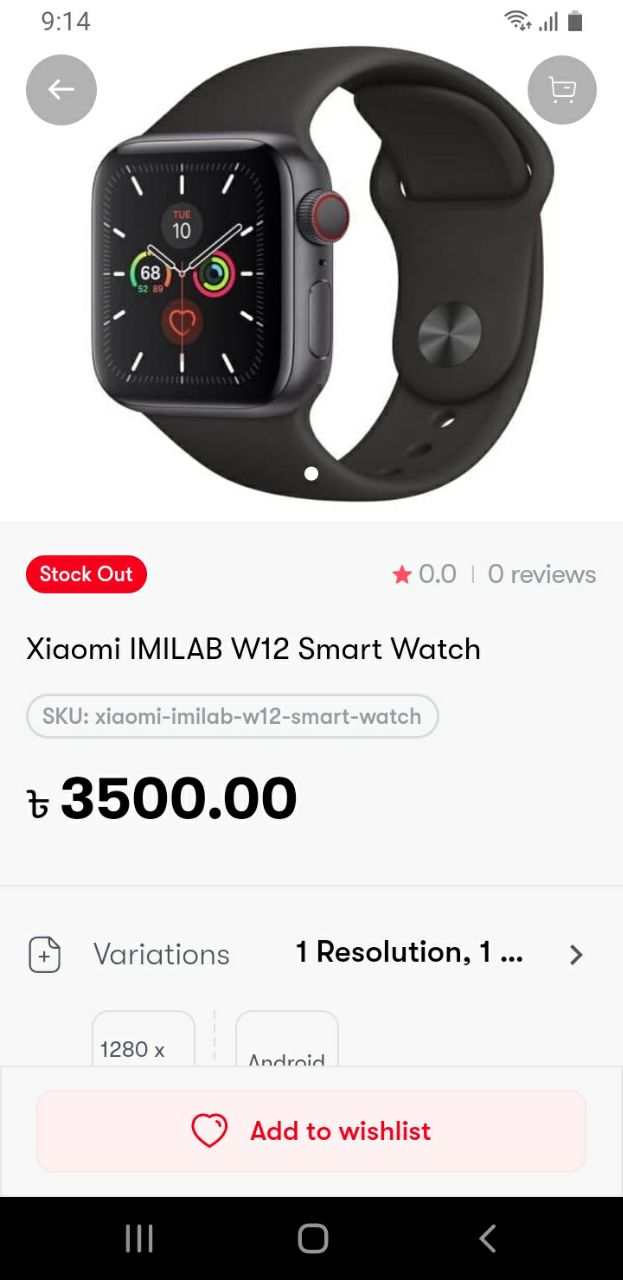 9:14
TUE
10
68
52 89
Stock Out
0.0 | 0 reviews
Xiaomi IMILAB W12 Smart Watch
SKU: xiaomi-imilab-w12-smart-watch
৳ 3500.00
Variations 1 Resolution, 1 ...
1280 x
Android
Add to wishlist